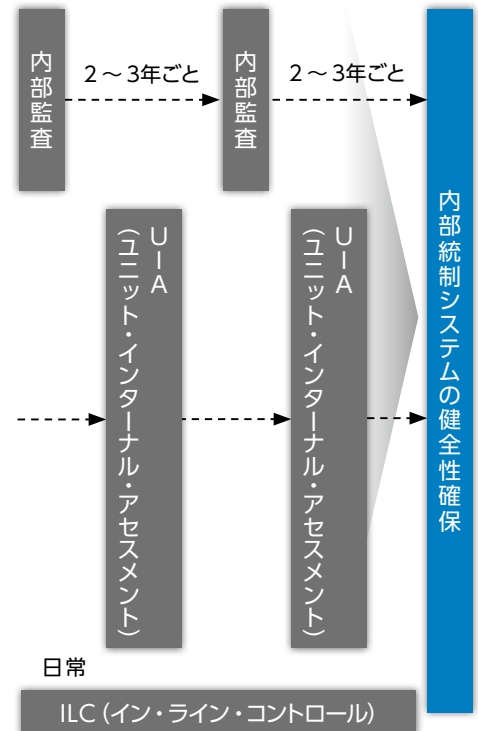 内部監査
2～3年ごと
内部監査
2～3年ごと
UIA
（ユニット・インターナル・アセスメント）
UIA
（ユニット・インターナル・アセスメント）
内部統制システムの健全性確保
日常
ILC（イン・ライン・コントロール）